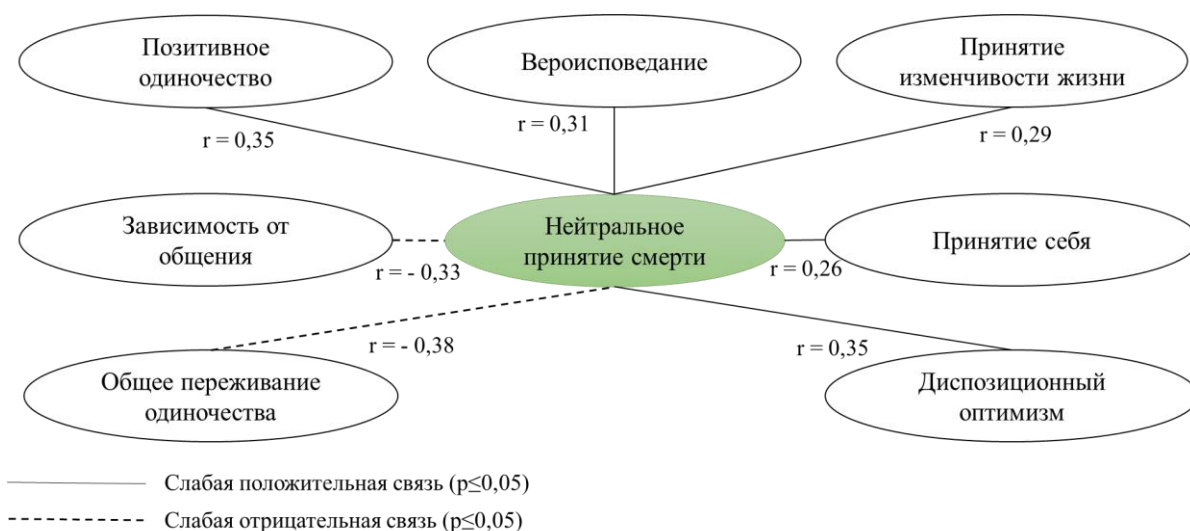 Позитивное
одиночество
Вероисповедание
Принятие
изменчивости жизни
r = 0,35
r = 0,31
r = 0,29
Зависимость от
общения
Нейтральное
принятие смерти
Принятие себя
r = - 0,33
r = 0,26
r = - 0,38
r = 0,35
Общее переживание
одиночества
Диспозиционный
оптимизм
Слабая положительная связь (p≤0,05)
Слабая отрицательная связь (p≤0,05)